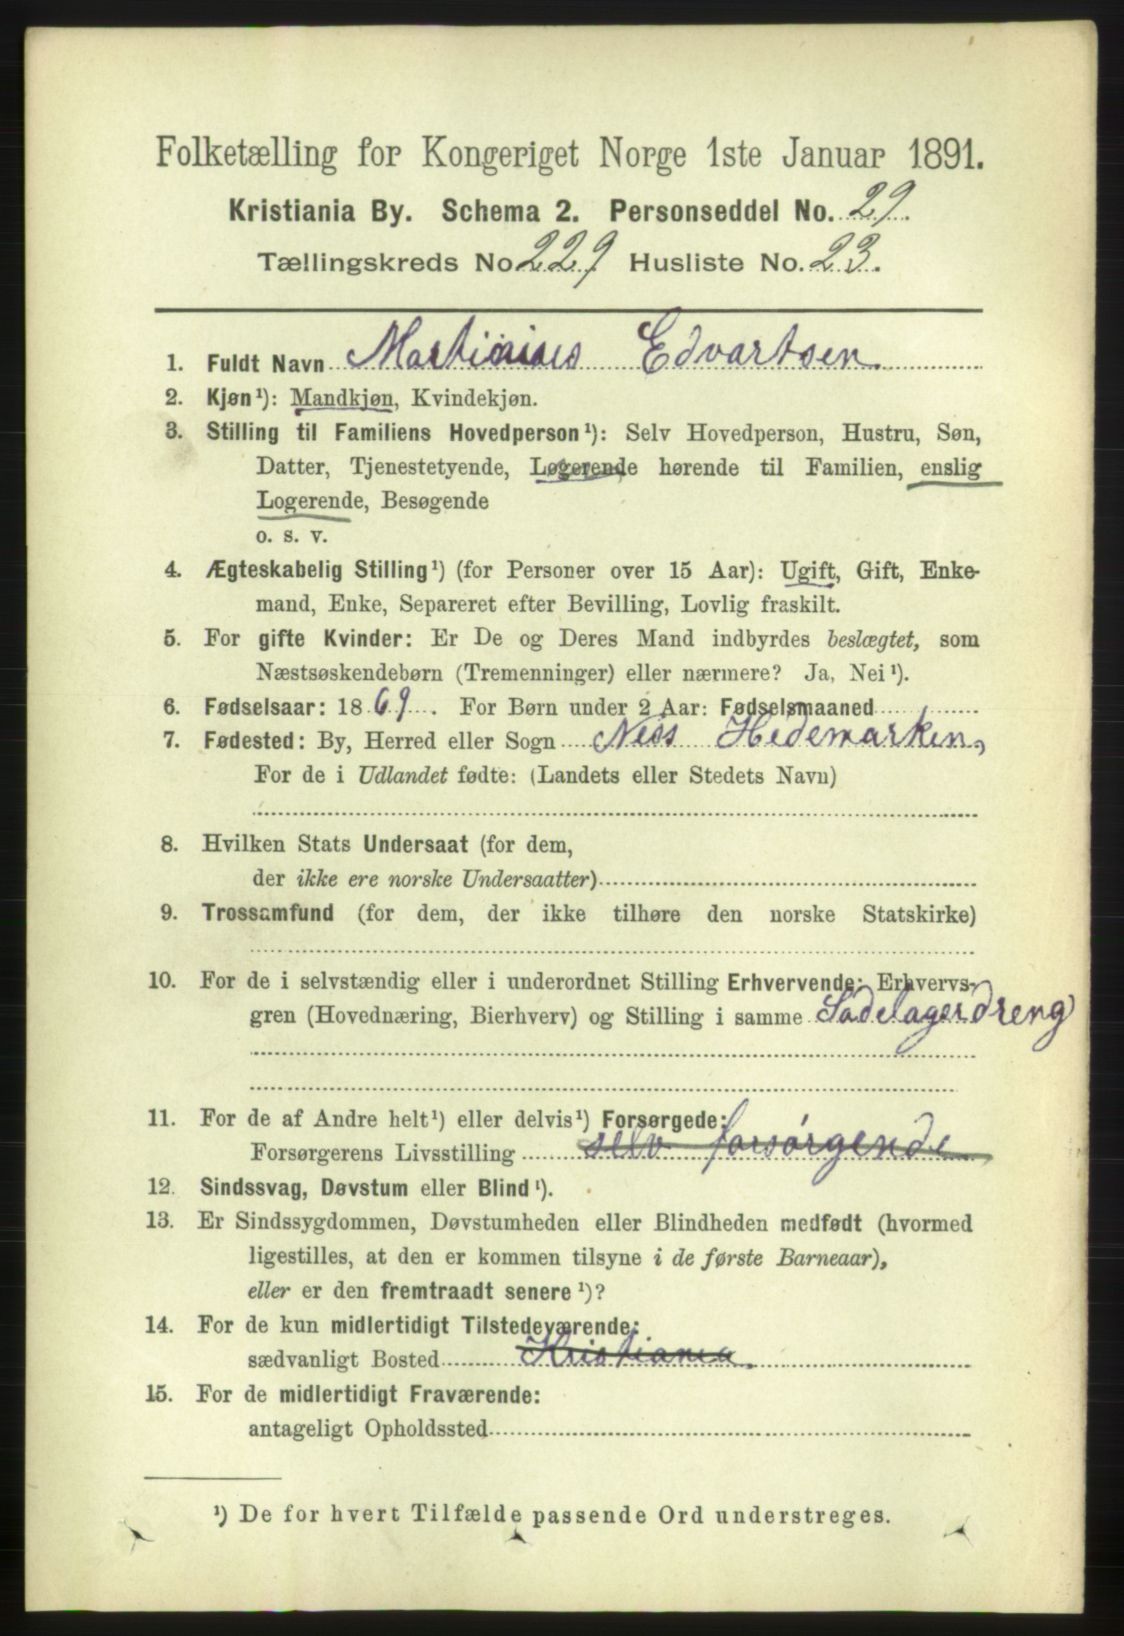 Folketælling for Kongeriget Norge 1ste Januar 1891.
Kristiania By. Schema 2. Personseddel No. 29.
Tællingskreds No 229 Husliste No. 23.
1. Fuldt Navn Edvartsen
2. Kjøn¹): Mandkjøn, Kvindekjøn.
3. Stilling til Familiens Hovedperson¹): Selv Hovedperson, Hustru, Søn,
Datter, Tjenestetyende, Logerende hørende til Familien, enslig
Logerende, Besøgende
o. s. v.
4. Ægteskabelig Stilling¹) (for Personer over 15 Aar): Ugift, Gift, Enke-
mand, Enke, Separeret efter Bevilling, Lovlig fraskilt.
5. For gifte Kvinder: Er De og Deres Mand indbyrdes beslægtet, som
Næstsøskendebørn (Tremenninger) eller nærmere? Ja, Nei¹).
6. Fødselsaar: 1869. For Børn under 2 Aar: Fødselsmaaned
7. Fødested: By, Herred eller Sogn Ness Hedemarken,
For de i Udlandet fødte: (Landets eller Stedets Navn)
8. Hvilken Stats Undersaat (for dem,
der ikke ere norske Undersaatter)
9. Trossamfund (for dem, der ikke tilhøre den norske Statskirke)
10. For de i selvstændig eller i underordnet Stilling Erhvervende: Erhvervs-
gren (Hovednæring, Bierhverv) og Stilling i samme Sadelagerdreng
11. For de af Andre helt¹) eller delvis¹) Forsørgede:
Forsørgerens Livsstilling selv forsørgende
12. Sindssvag, Døvstum eller Blind¹).
13. Er Sindssygdommen, Døvstumheden eller Blindheden medfødt (hvormed
ligestilles, at den er kommen tilsyne i de første Barneaar),
eller er den fremtraadt senere¹)?
14. For de kun midlertidigt Tilstedeværende:
sædvanligt Bosted Kristiania.
15. For de midlertidigt Fraværende:
antageligt Opholdssted
¹) De for hvert Tilfælde passende Ord understreges.